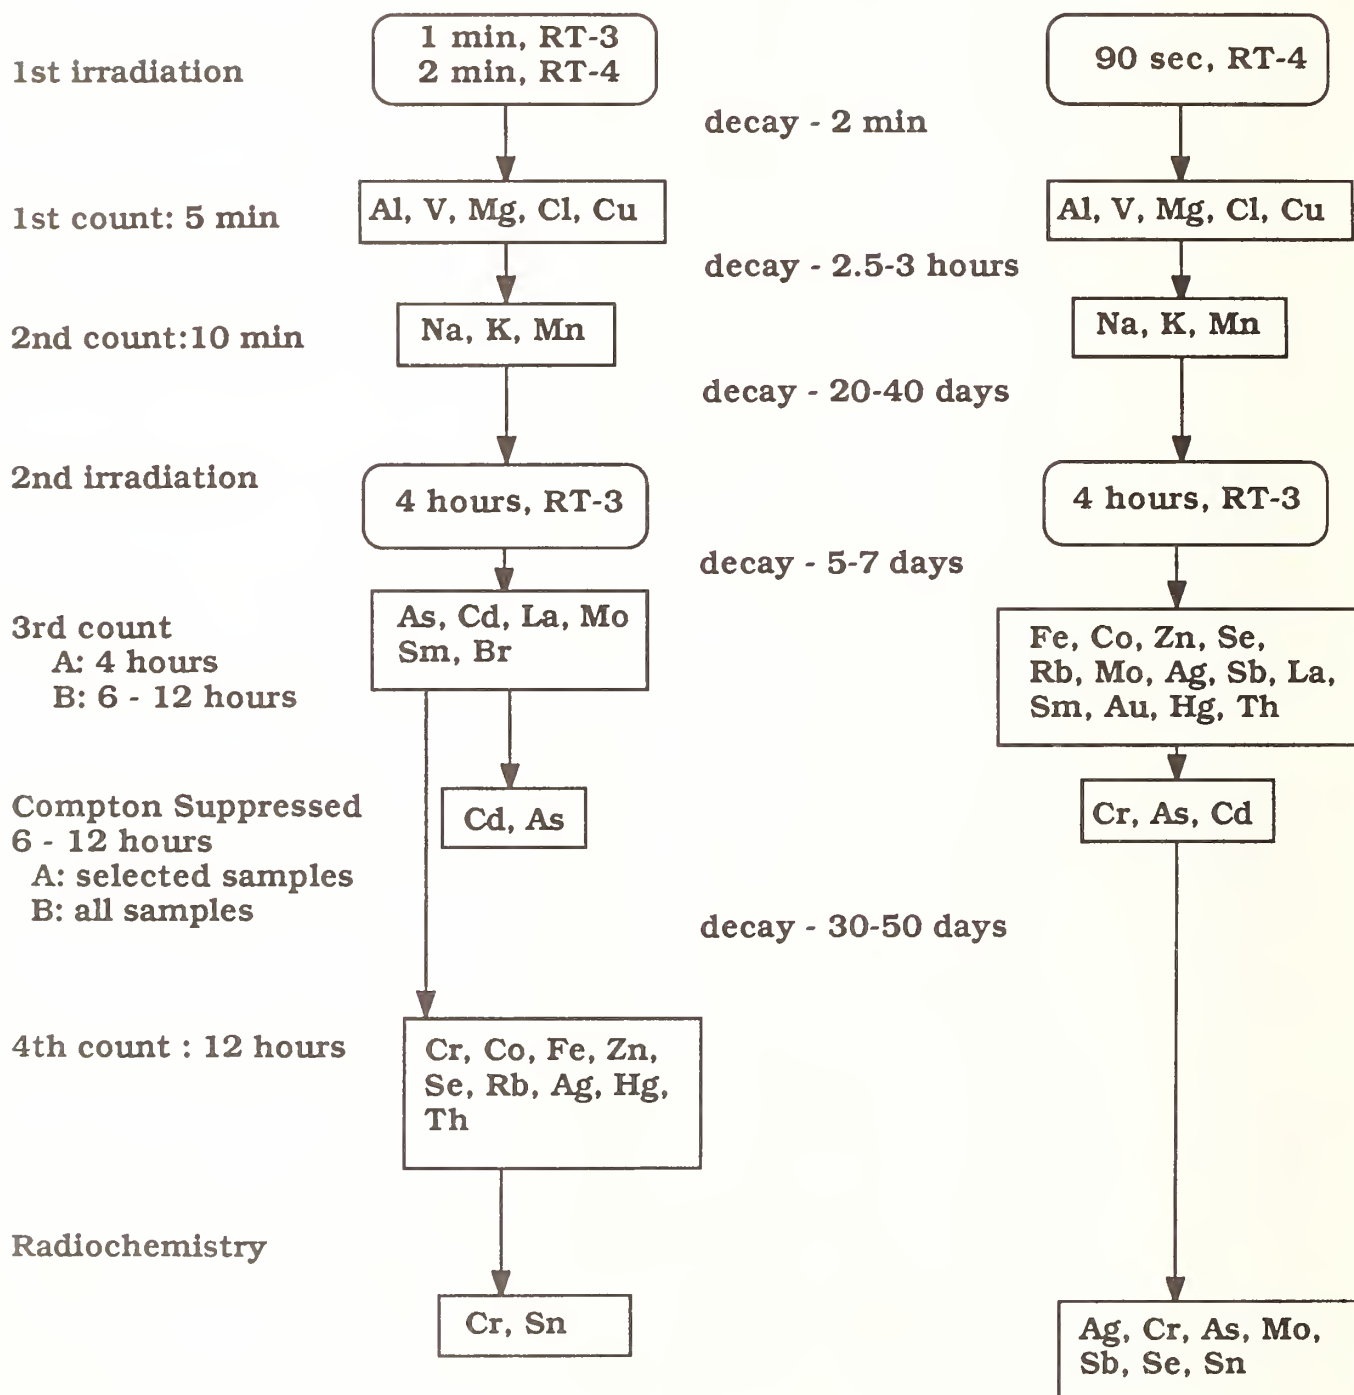 1st irradiation
1 min, RT-3
2 min, RT-4
90 sec, RT-4
decay - 2 min
1st count: 5 min
Al, V, Mg, Cl, Cu
Al, V, Mg, Cl, Cu
decay - 2.5-3 hours
2nd count:10 min
Na, K, Mn
Na, K, Mn
decay - 20-40 days
2nd irradiation
4 hours, RT-3
4 hours, RT-3
decay - 5-7 days
3rd count
A: 4 hours
B: 6 - 12 hours
As, Cd, La, Mo
Sm, Br
Fe, Co, Zn, Se,
Rb, Mo, Ag, Sb, La,
Sm, Au, Hg, Th
Compton Suppressed
6 - 12 hours
A: selected samples
B: all samples
Cd, As
Cr, As, Cd
decay - 30-50 days
4th count : 12 hours
Cr, Co, Fe, Zn,
Se, Rb, Ag, Hg,
Th
Radiochemistry
Cr, Sn
Ag, Cr, As, Mo,
Sb, Se, Sn